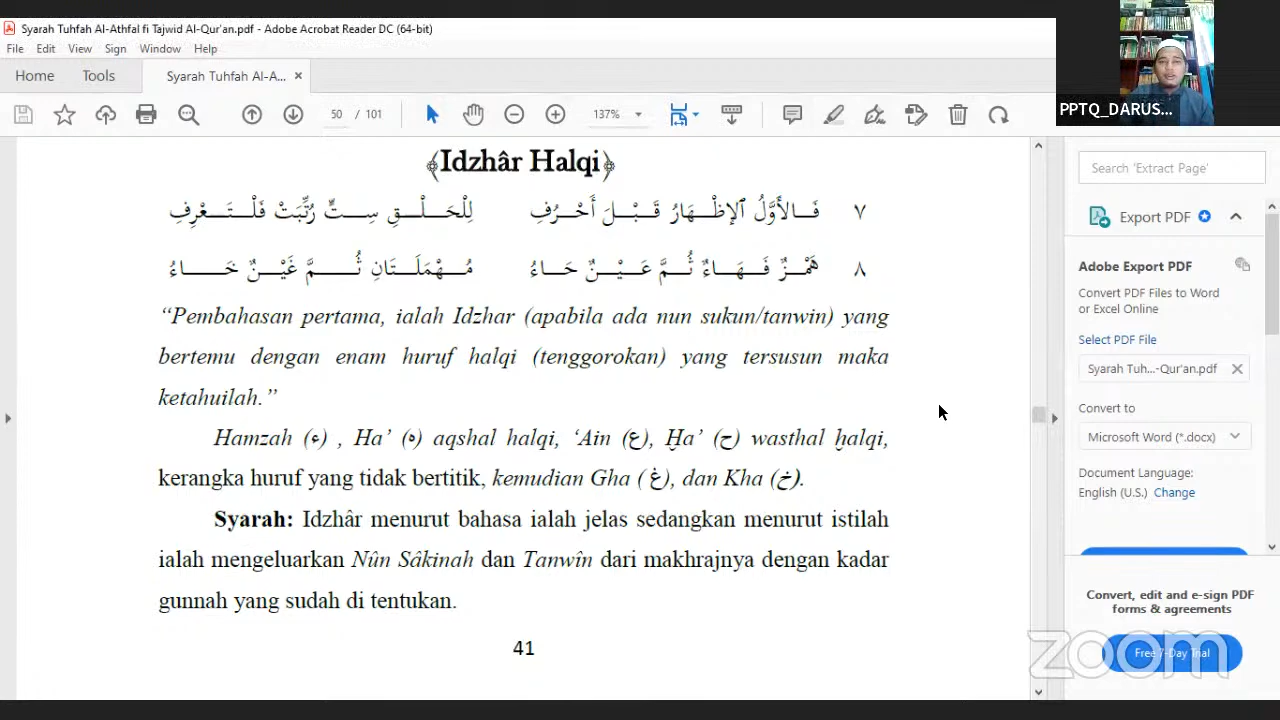 Syarah Tuhfah Al-Athfal fi Tajwid Al-Qur'an.pdf - Adobe Acrobat Reader DC (64-bit)
File Edit View Sign Window Help
Home Tools Syarah Tuhfah Al-A... ×
50 / 101 137%
PPTQ_DARUS...
﴾Idzhâr Halqi﴿
٧ فَالأَوَّلُ ٱلإِظْهَارُ قَبْلَ أَحْرُفِ لِلْحَلْقِ سِتٍّ رُتِّبَتْ فَلْتَعْرِفِ
٨ هَمْزٌ فَهَاءٌ ثُمَّ عَيْنٌ حَاءُ مُهْمَلَتَانِ ثُمَّ غَيْنٌ خَاءُ
“Pembahasan pertama, ialah Idzhar (apabila ada nun sukun/tanwin) yang
bertemu dengan enam huruf halqi (tenggorokan) yang tersusun maka
ketahuilah.”
Hamzah (ء) , Ha’ (ه) aqshal halqi, ‘Ain (ع), Ḫa’ (ح) wasthal ḫalqi,
kerangka huruf yang tidak bertitik, kemudian Gha ( غ), dan Kha (خ).
Syarah: Idzhâr menurut bahasa ialah jelas sedangkan menurut istilah
ialah mengeluarkan Nûn Sâkinah dan Tanwîn dari makhrajnya dengan kadar
gunnah yang sudah di tentukan.
41
Search 'Extract Page'
Export PDF
Adobe Export PDF
Convert PDF Files to Word
or Excel Online
Select PDF File
Syarah Tuh...-Qur'an.pdf ×
Convert to
Microsoft Word (*.docx)
Document Language:
English (U.S.) Change
Convert, edit and e-sign PDF
forms & agreements
Free 7-Day Trial
zoom